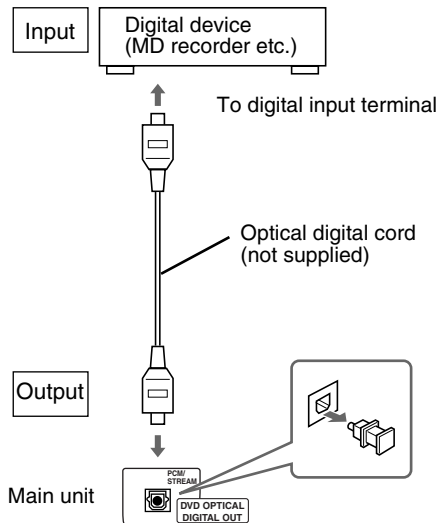 Input
Digital device
(MD recorder etc.)
To digital input terminal
Optical digital cord
(not supplied)
Output
PCM/
STREAM
Main unit
DVD OPTICAL
DIGITAL OUT